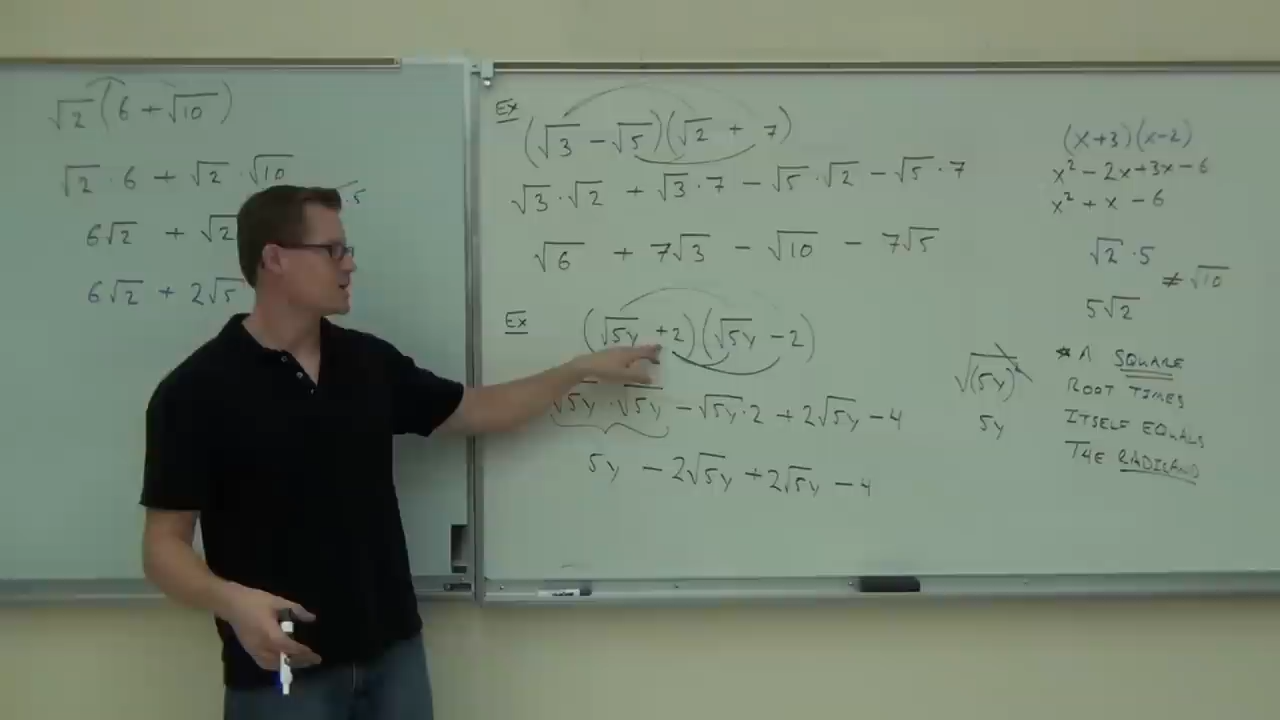 √2(6 + √10)
√2 · 6 + √2 · √10
· 5
6√2 + √2
6√2 + 2√5
Ex
(√3 − √5)(√2 + 7)
√3 · √2 + √3 · 7 − √5 · √2 − √5 · 7
√6 + 7√3 − √10 − 7√5
Ex
(√5y + 2)(√5y − 2)
√5y · √5y − √5y · 2 + 2√5y − 4
5y − 2√5y + 2√5y − 4
(x+3)(x−2)
x² − 2x + 3x − 6
x² + x − 6
√2 · 5
≠ √10
5√2
√(5y)²
5y
* A SQUARE
ROOT TIMES
ITSELF EQUALS
THE RADICAND